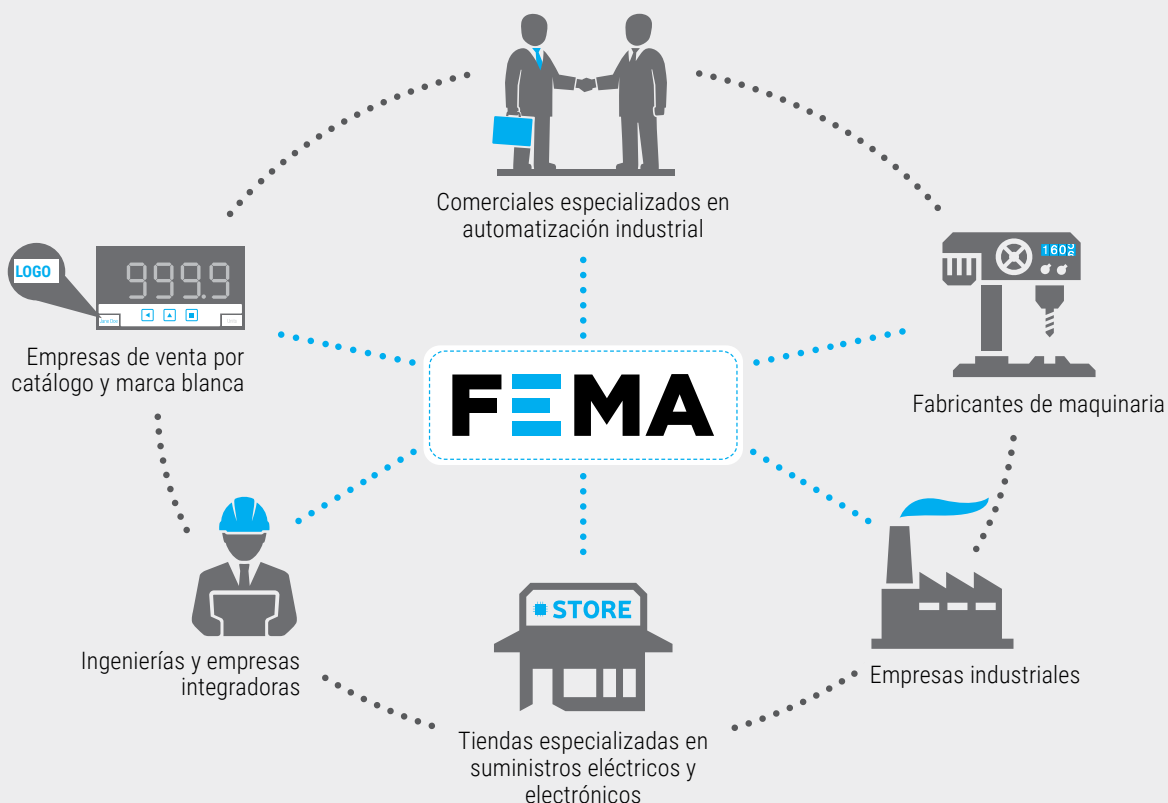 Comerciales especializados en
automatización industrial
LOGO
999.9
160
Empresas de venta por
catálogo y marca blanca
FEMA
Fabricantes de maquinaria
STORE
Ingenierías y empresas
integradoras
Empresas industriales
Tiendas especializadas en
suministros eléctricos y
electrónicos